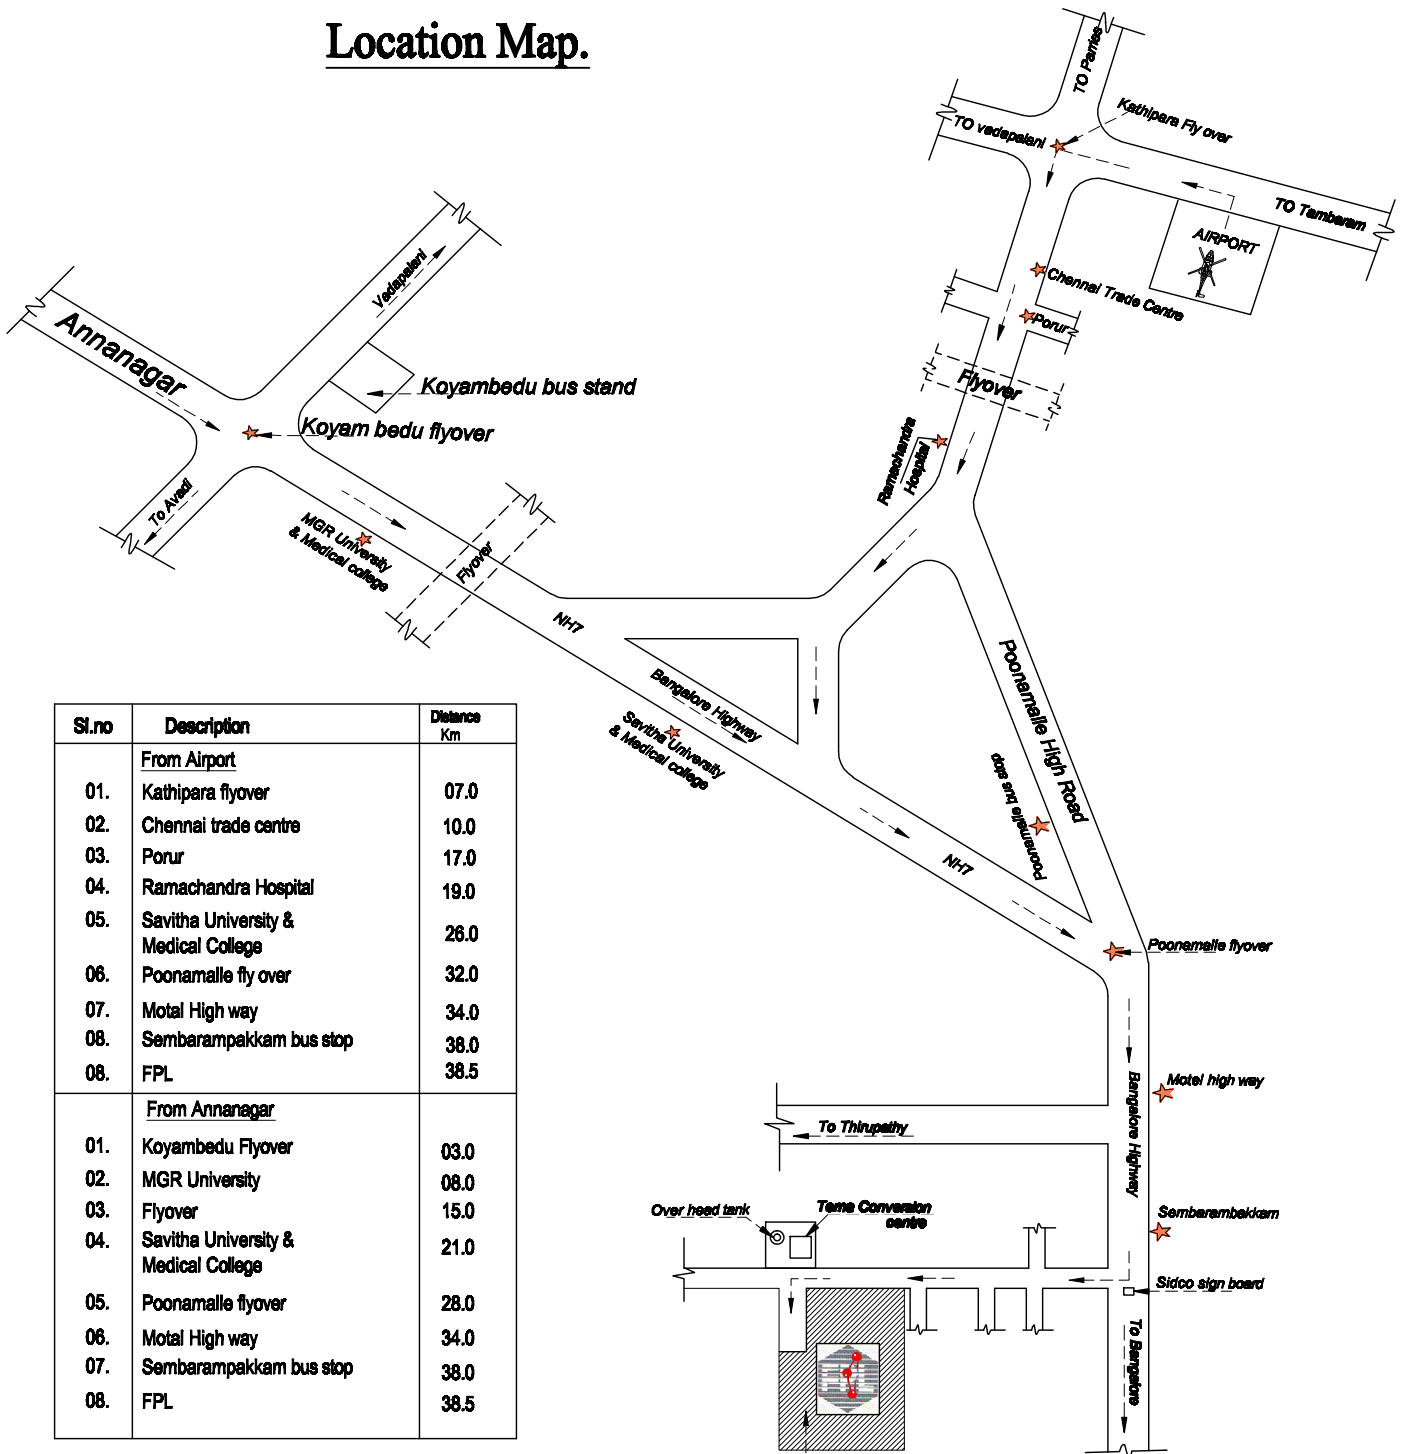 Location Map.
TO Parries
Kathipara Fly over
TO vadapalani
TO Tambaram
AIRPORT
Chennai Trade Centre
Porur
Flyover
Vadapalani
Annanagar
Koyambedu bus stand
Koyam bedu flyover
Ramachandra
Hospital
To Avadi
MGR University
& Medical college
Flyover
NH7
Bangalore Highway
Savitha University
& Medical college
Poonamalle High Road
Poonamalle bus stop
NH7
Poonamalle flyover
Sl.no Description Distance
Km
From Airport
01. Kathipara flyover 07.0
02. Chennai trade centre 10.0
03. Porur 17.0
04. Ramachandra Hospital 19.0
05. Savitha University &
Medical College 26.0
06. Poonamalle fly over 32.0
07. Motal High way 34.0
08. Sembarampakkam bus stop 38.0
08. FPL 38.5
From Annanagar
01. Koyambedu Flyover 03.0
02. MGR University 08.0
03. Flyover 15.0
04. Savitha University & 21.0
Medical College
05. Poonamalle flyover 28.0
06. Motal High way 34.0
07. Sembarampakkam bus stop 38.0
08. FPL 38.5
Motel high way
Bangalore Highway
To Thirupathy
Sembarambakkam
Over head tank
Tama Conversion
centre
Sidco sign board
To Bangalore